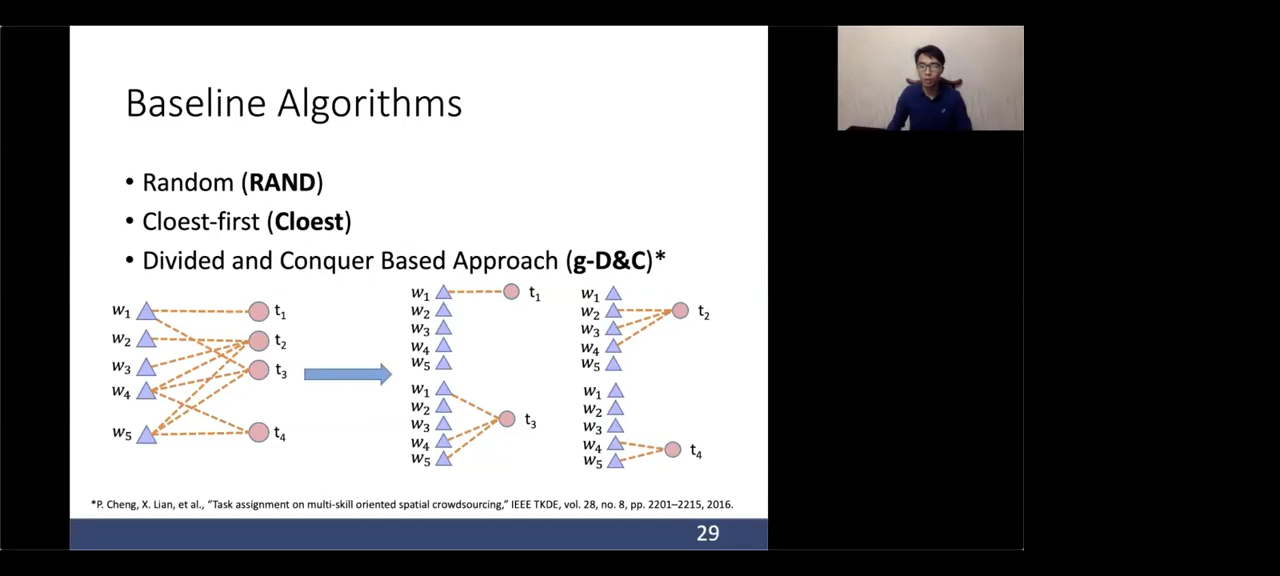 Baseline Algorithms
• Random (RAND)
• Cloest-first (Cloest)
• Divided and Conquer Based Approach (g-D&C)*
w1
w2
w3
w4
w5
t1
t2
t3
t4
w1
w2
w3
w4
w5
t1
w1
w2
w3
w4
w5
t2
w1
w2
w3
w4
w5
t3
w1
w2
w3
w4
w5
t4
*P. Cheng, X. Lian, et al., “Task assignment on multi-skill oriented spatial crowdsourcing,” IEEE TKDE, vol. 28, no. 8, pp. 2201–2215, 2016.
29